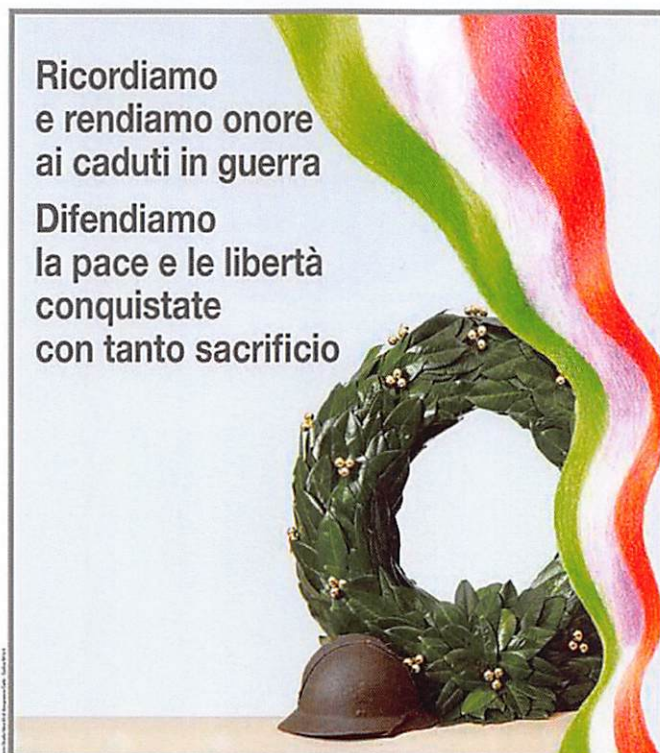 Ricordiamo
e rendiamo onore
ai caduti in guerra
Difendiamo
la pace e le libertà
conquistate
con tanto sacrificio